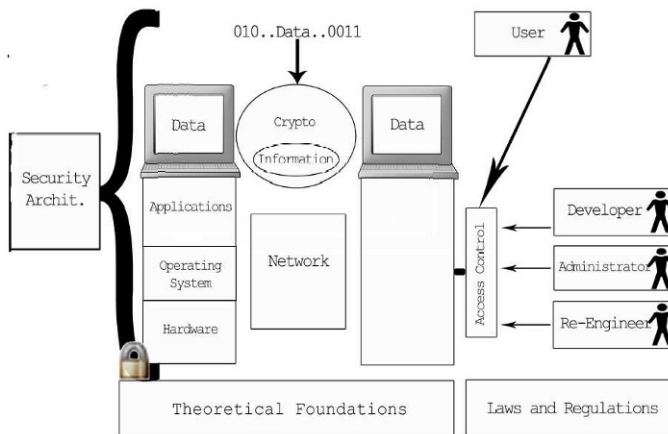 010..Data..0011
User
Data
Crypto
Information
Data
Security
Archit.
Applications
Operating
System
Hardware
Network
Access Control
Developer
Administrator
Re-Engineer
Theoretical Foundations
Laws and Regulations